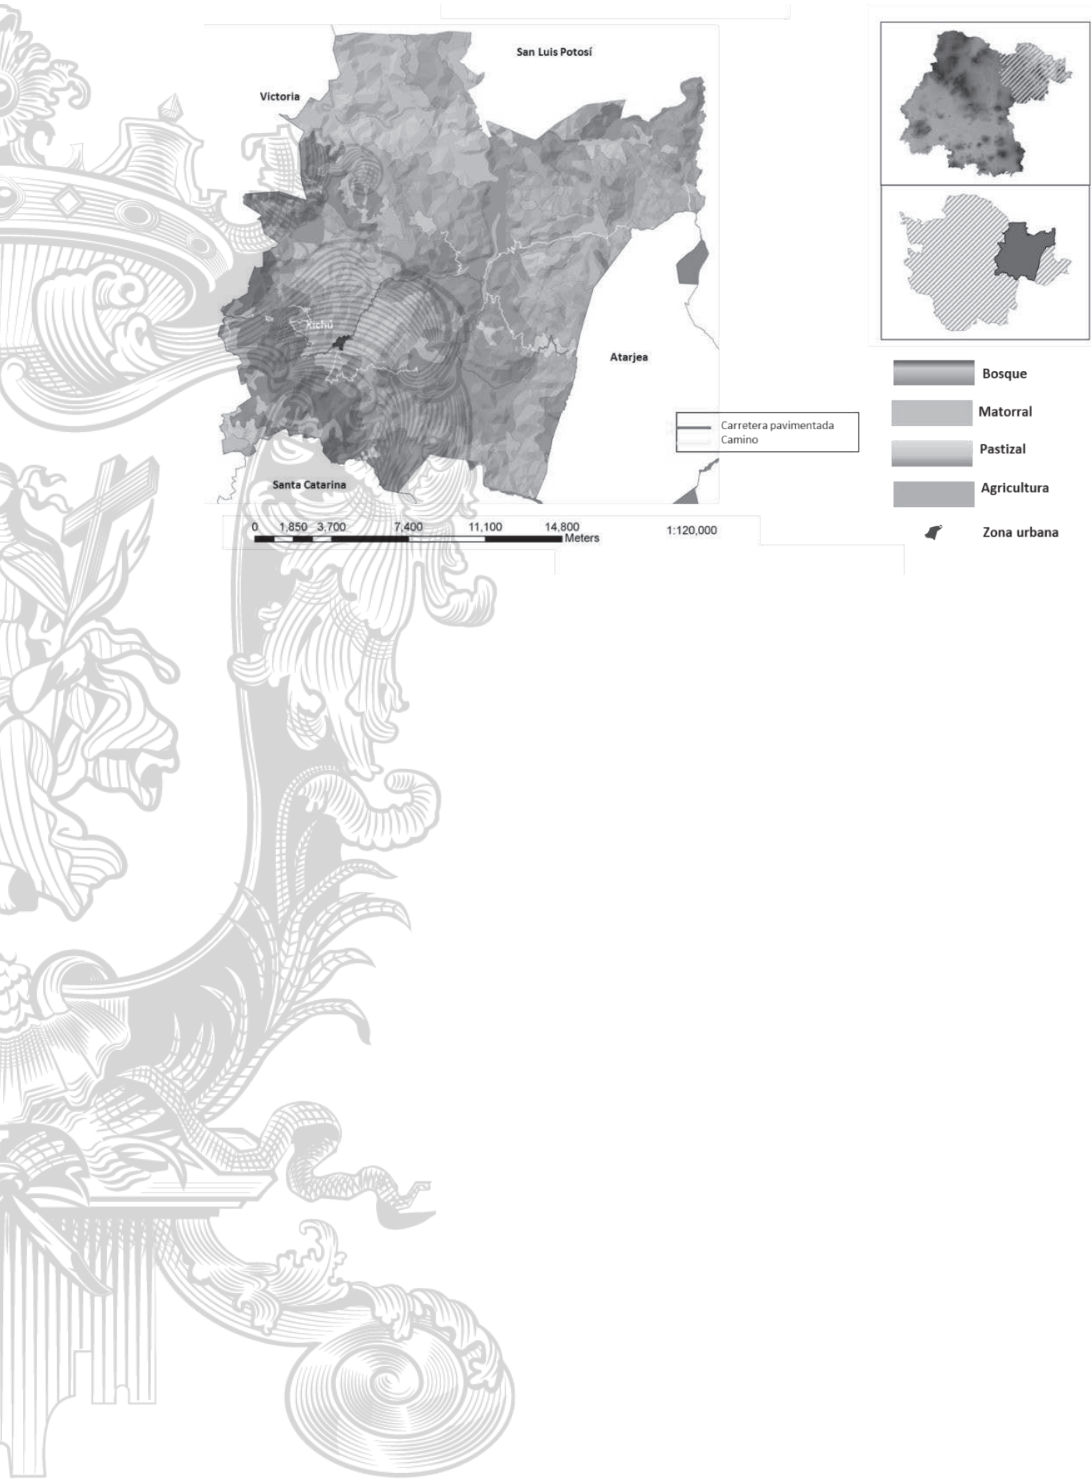 San Luis Potosí
Victoria
Xichú
Atarjea
Santa Catarina
Carretera pavimentada
Camino
0 1,850 3,700 7,400 11,100 14,800
Meters
1:120,000
Bosque
Matorral
Pastizal
Agricultura
Zona urbana